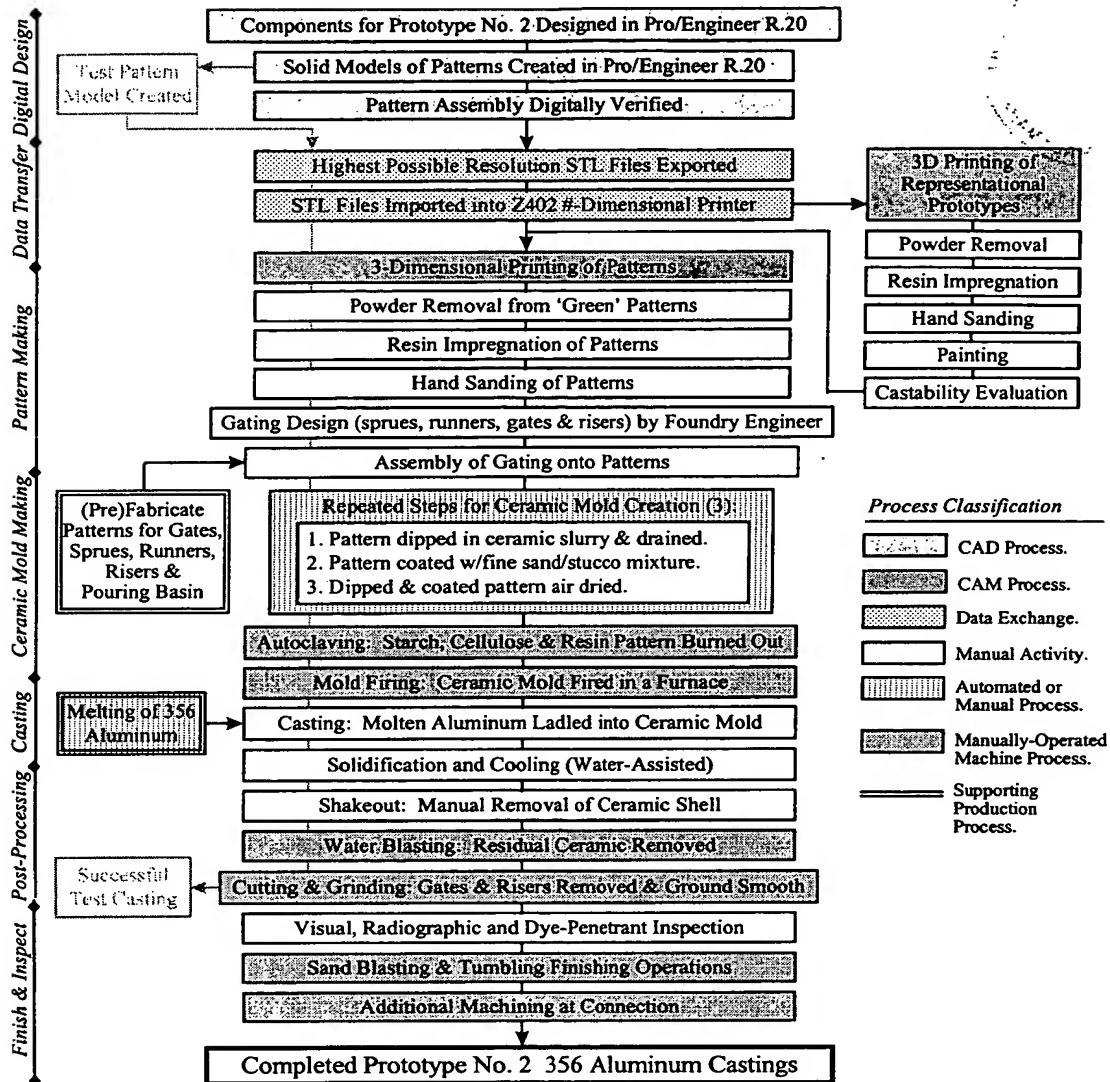 Components for Prototype No. 2 Designed in Pro/Engineer R.20
Solid Models of Patterns Created in Pro/Engineer R.20
Test Pattern
Model Created
Pattern Assembly Digitally Verified
Highest Possible Resolution STL Files Exported
STL Files Imported into Z402 #-Dimensional Printer
3D Printing of
Representational
Prototypes
Powder Removal
Resin Impregnation
Hand Sanding
Painting
Castability Evaluation
3-Dimensional Printing of Patterns
Powder Removal from 'Green' Patterns
Resin Impregnation of Patterns
Hand Sanding of Patterns
Gating Design (sprues, runners, gates & risers) by Foundry Engineer
Assembly of Gating onto Patterns
(Pre)Fabricate
Patterns for Gates,
Sprues, Runners,
Risers &
Pouring Basin
Repeated Steps for Ceramic Mold Creation (3):
1. Pattern dipped in ceramic slurry & drained.
2. Pattern coated w/fine sand/stucco mixture.
3. Dipped & coated pattern air dried.
Autoclaving: Starch, Cellulose & Resin Pattern Burned Out
Mold Firing: Ceramic Mold Fired in a Furnace
Melting of 356
Aluminum
Casting: Molten Aluminum Ladled into Ceramic Mold
Solidification and Cooling (Water-Assisted)
Shakeout: Manual Removal of Ceramic Shell
Water Blasting: Residual Ceramic Removed
Successful
Test Casting
Cutting & Grinding: Gates & Risers Removed & Ground Smooth
Visual, Radiographic and Dye-Penetrant Inspection
Sand Blasting & Tumbling Finishing Operations
Additional Machining at Connection
Completed Prototype No. 2 356 Aluminum Castings
Process Classification
CAD Process.
CAM Process.
Data Exchange.
Manual Activity.
Automated or
Manual Process.
Manually-Operated
Machine Process.
Supporting
Production
Process.
Digital Design
Data Transfer
Pattern Making
Ceramic Mold Making
Casting
Post-Processing
Finish & Inspect